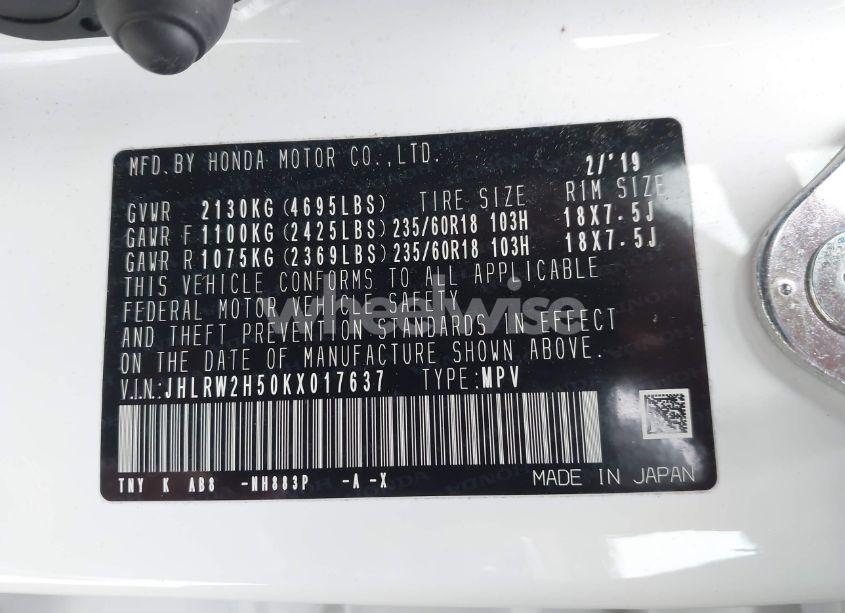 MFD. BY HONDA MOTOR CO.,LTD. 2/'19
GVWR 2130KG(4695LBS) TIRE SIZE RIM SIZE
GAWR F 1100KG(2425LBS) 235/60R18 103H 18X7.5J
GAWR R 1075KG(2369LBS) 235/60R18 103H 18X7.5J
THIS VEHICLE CONFORMS TO ALL APPLICABLE
FEDERAL MOTOR VEHICLE SAFETY
AND THEFT PREVENTION STANDARDS IN EFFECT
ON THE DATE OF MANUFACTURE SHOWN ABOVE.
V.I.N.:JHLRW2H50KX017637 TYPE:MPV
TNY K AB8 -NH883P -A -X
MADE IN JAPAN
wheelwise